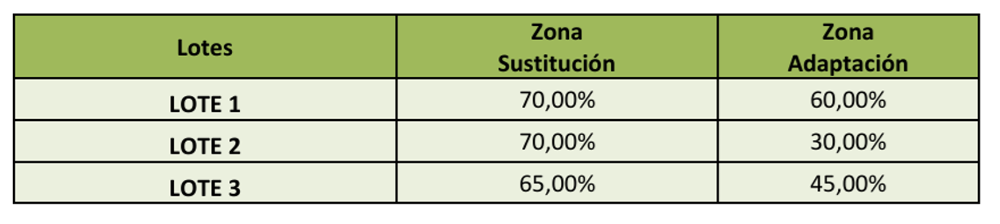 Lotes
Zona
Sustitución
Zona
Adaptación
LOTE 1
70,00%
60,00%
LOTE 2
70,00%
30,00%
LOTE 3
65,00%
45,00%